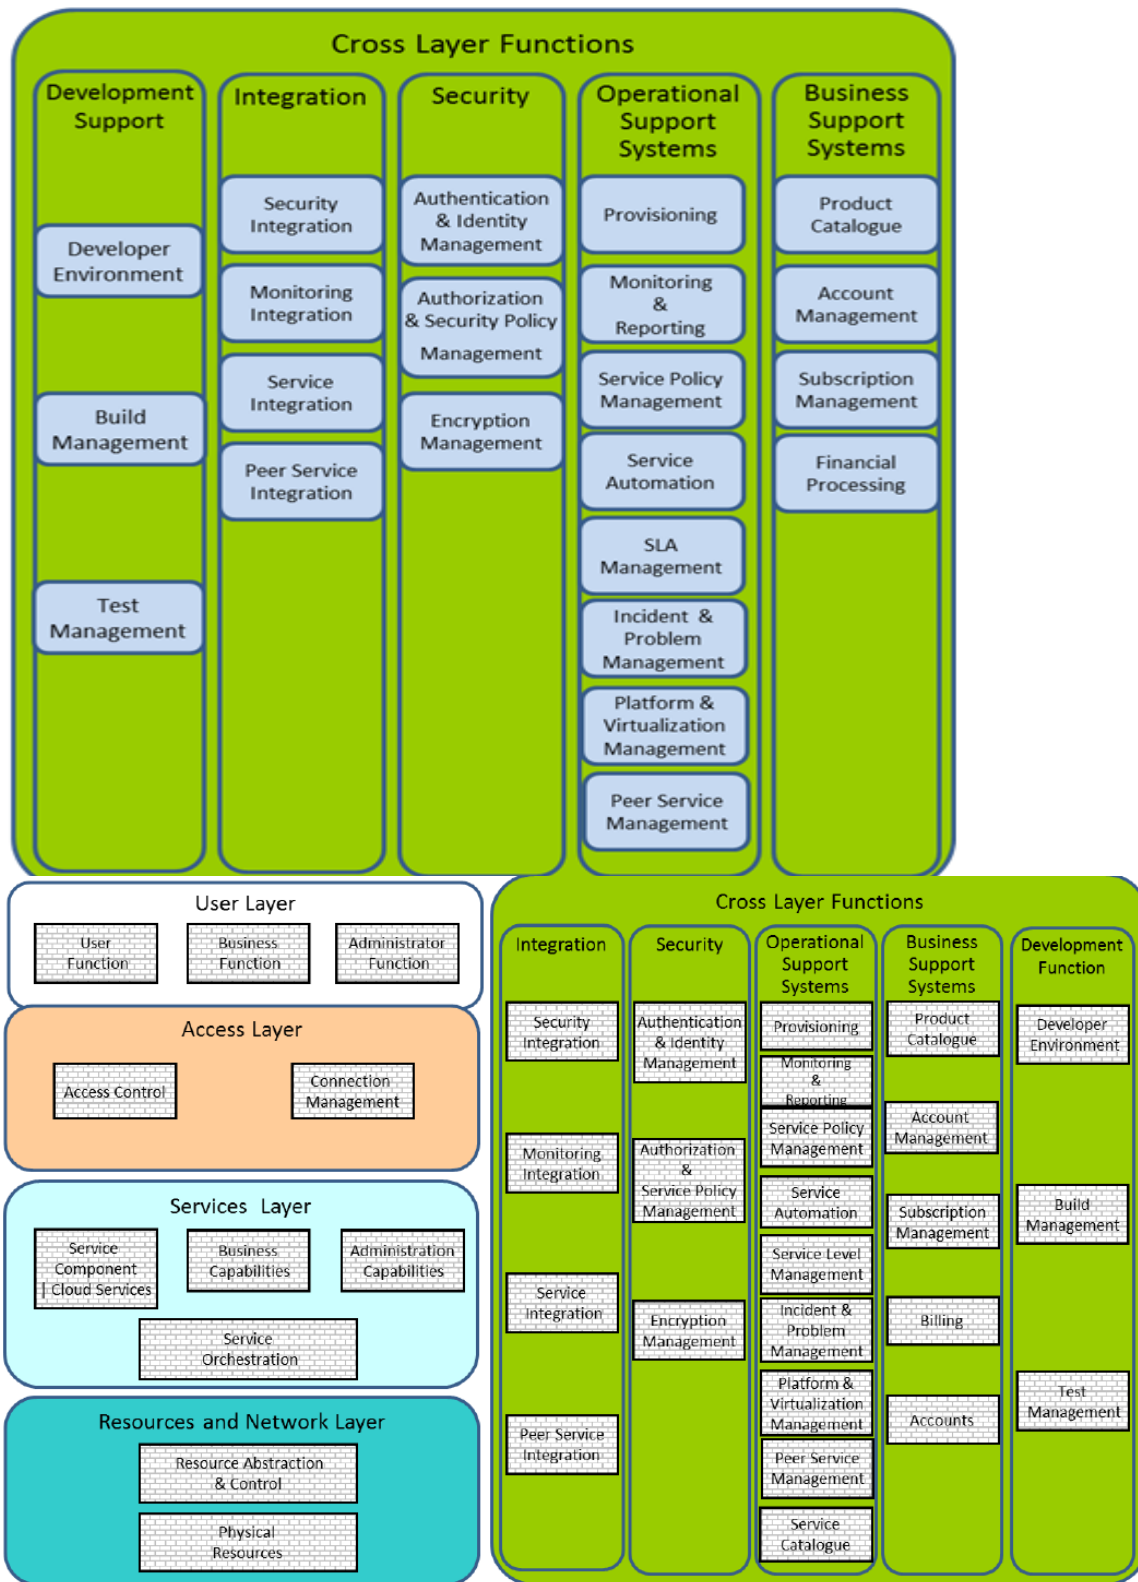 Cross Layer Functions
Development
Support
Developer
Environment
Build
Management
Test
Management
Integration
Security
Integration
Monitoring
Integration
Service
Integration
Peer Service
Integration
Security
Authentication
& Identity
Management
Authorization
& Security Policy
Management
Encryption
Management
Operational
Support
Systems
Provisioning
Monitoring
&
Reporting
Service Policy
Management
Service
Automation
SLA
Management
Incident &
Problem
Management
Platform &
Virtualization
Management
Peer Service
Management
Business
Support
Systems
Product
Catalogue
Account
Management
Subscription
Management
Financial
Processing
User Layer
User
Function
Business
Function
Administrator
Function
Access Layer
Access Control
Connection
Management
Services Layer
Service
Component
| Cloud Services
Business
Capabilities
Administration
Capabilities
Service
Orchestration
Resources and Network Layer
Resource Abstraction
& Control
Physical
Resources
Cross Layer Functions
Integration
Security
Integration
Monitoring
Integration
Service
Integration
Peer Service
Integration
Security
Authentication
& Identity
Management
Authorization
&
Service Policy
Management
Encryption
Management
Operational
Support
Systems
Provisioning
Monitoring
&
Reporting
Service Policy
Management
Service
Automation
Service Level
Management
Incident &
Problem
Management
Platform &
Virtualization
Management
Peer Service
Management
Service
Catalogue
Business
Support
Systems
Product
Catalogue
Account
Management
Subscription
Management
Billing
Accounts
Development
Function
Developer
Environment
Build
Management
Test
Management